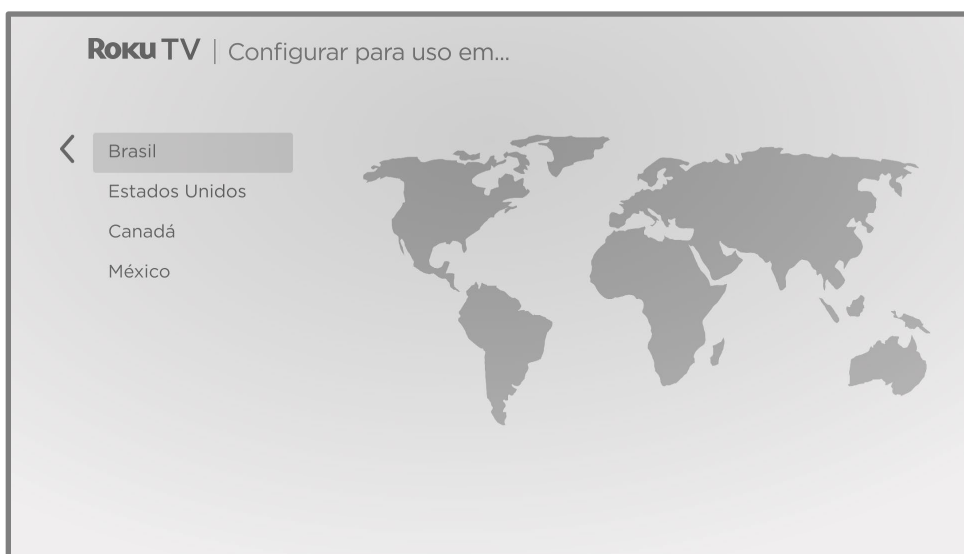 Roku TV | Configurar para uso em...
Brasil
Estados Unidos
Canadá
México